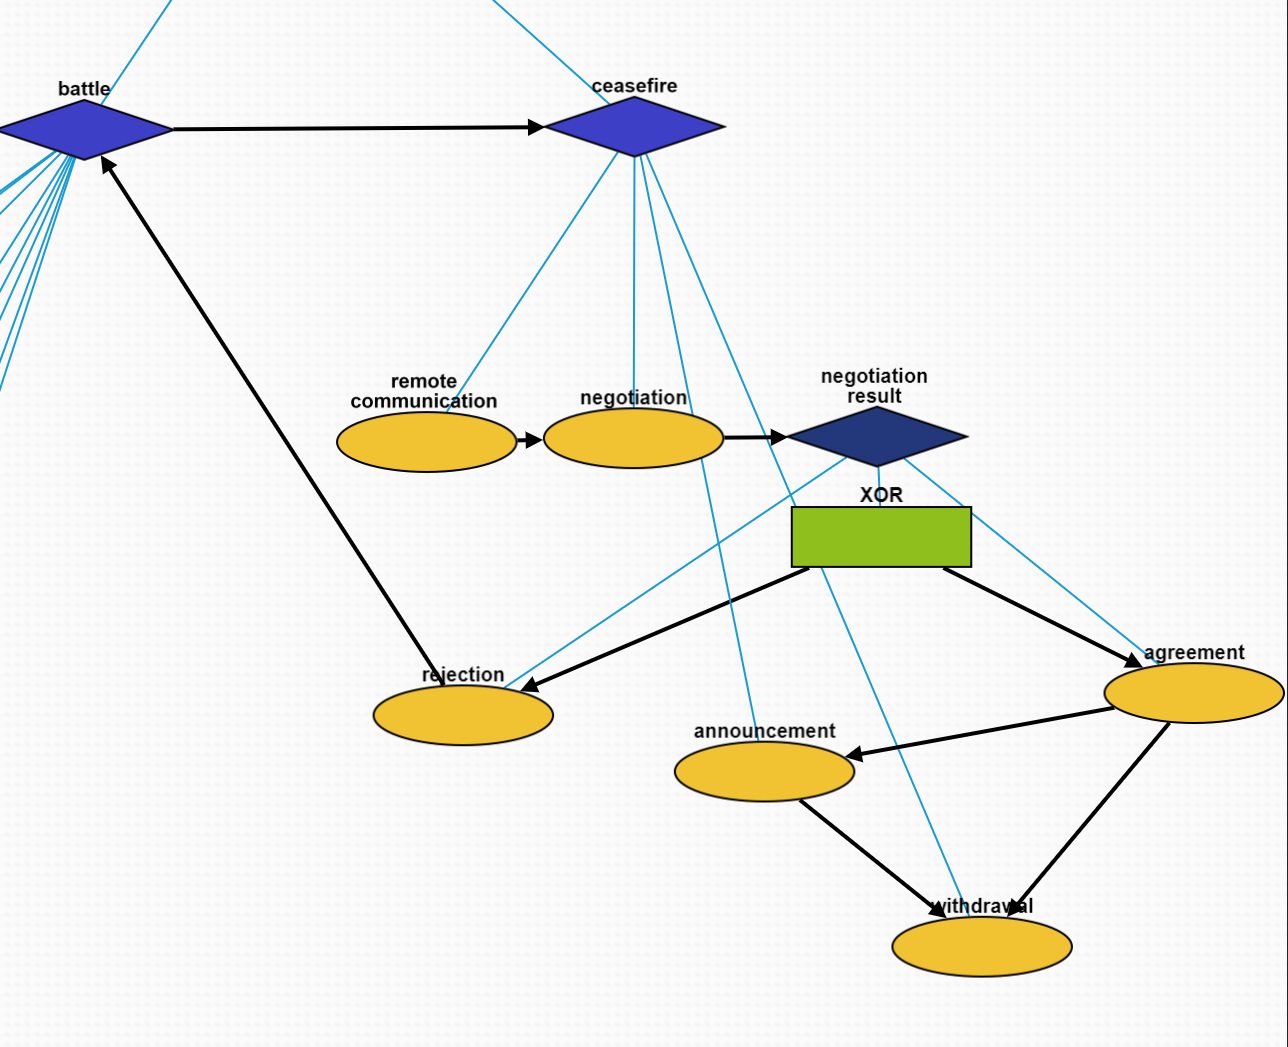 battle
ceasefire
remote
communication
negotiation
negotiation
result
XOR
rejection
agreement
announcement
withdrawal